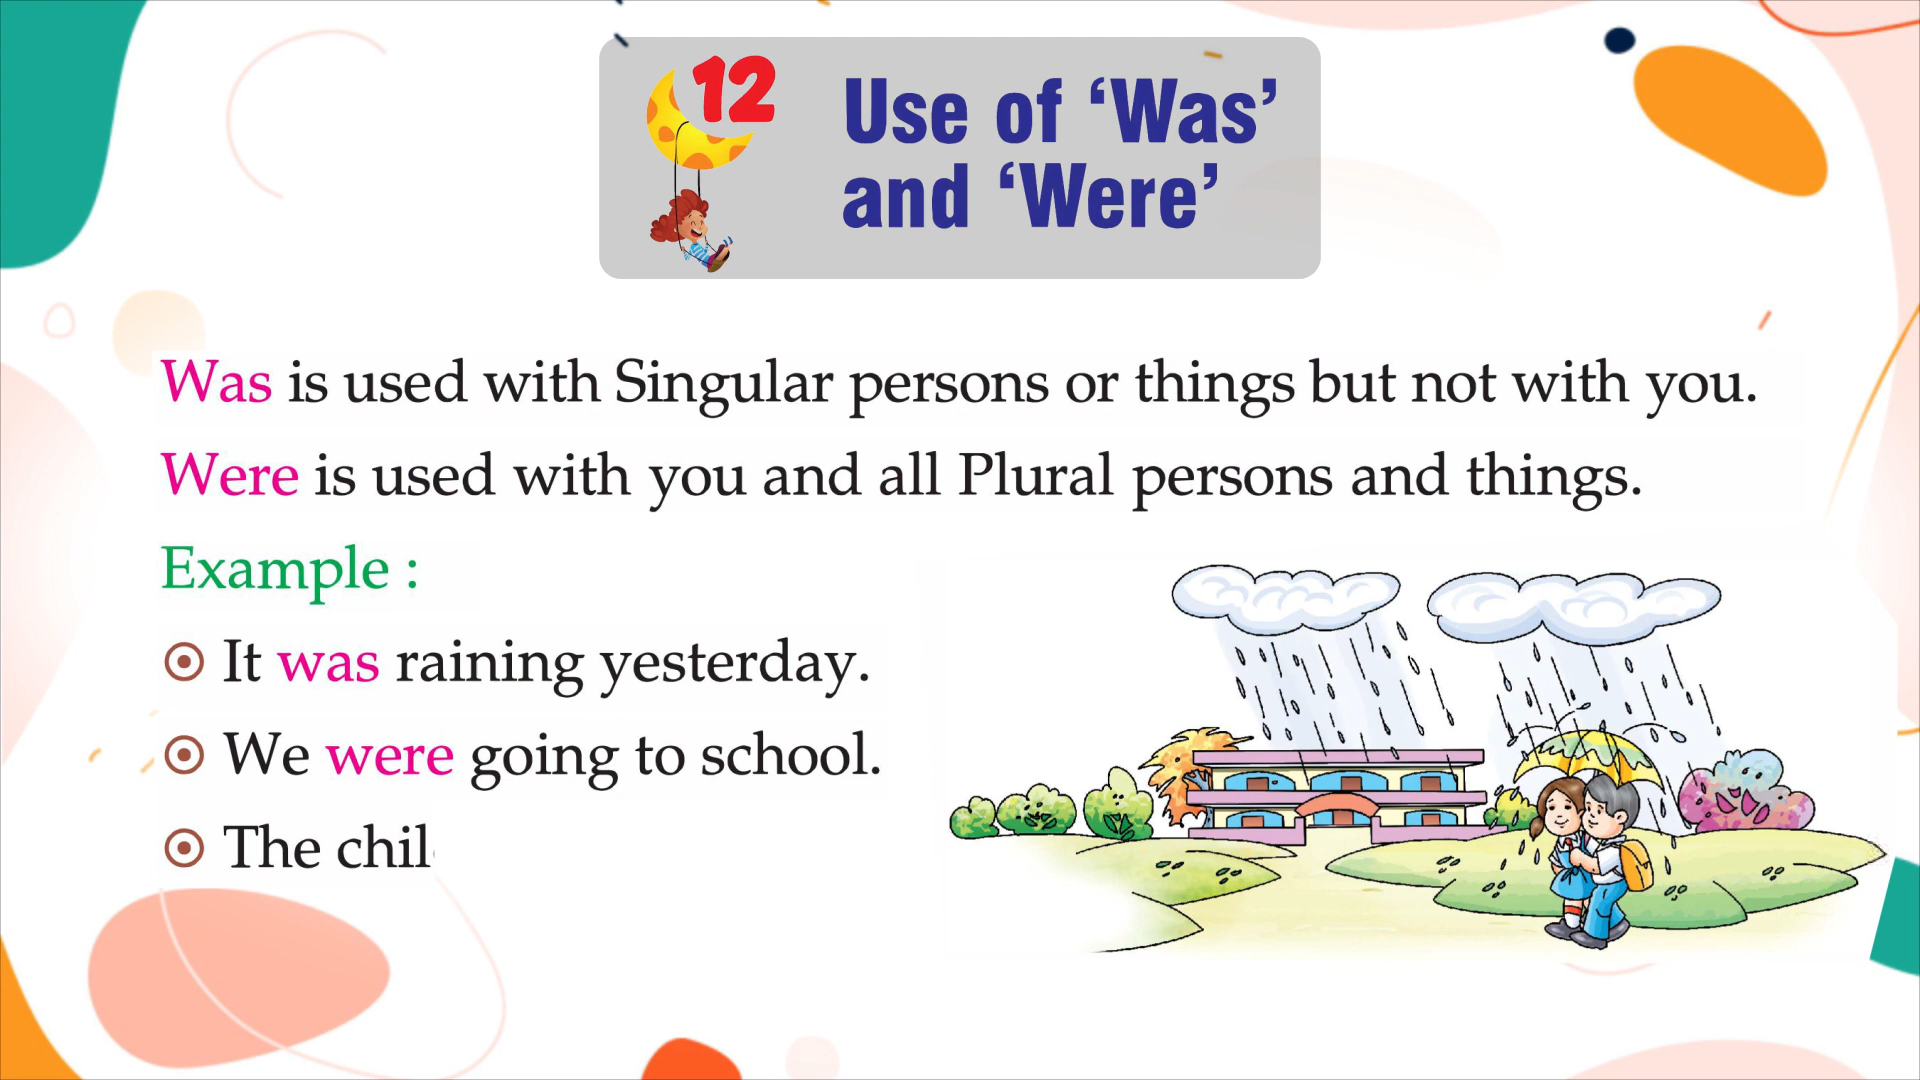 12
Use of ‘Was’
and ‘Were’
Was is used with Singular persons or things but not with you.
Were is used with you and all Plural persons and things.
Example :
It was raining yesterday.
We were going to school.
The chil